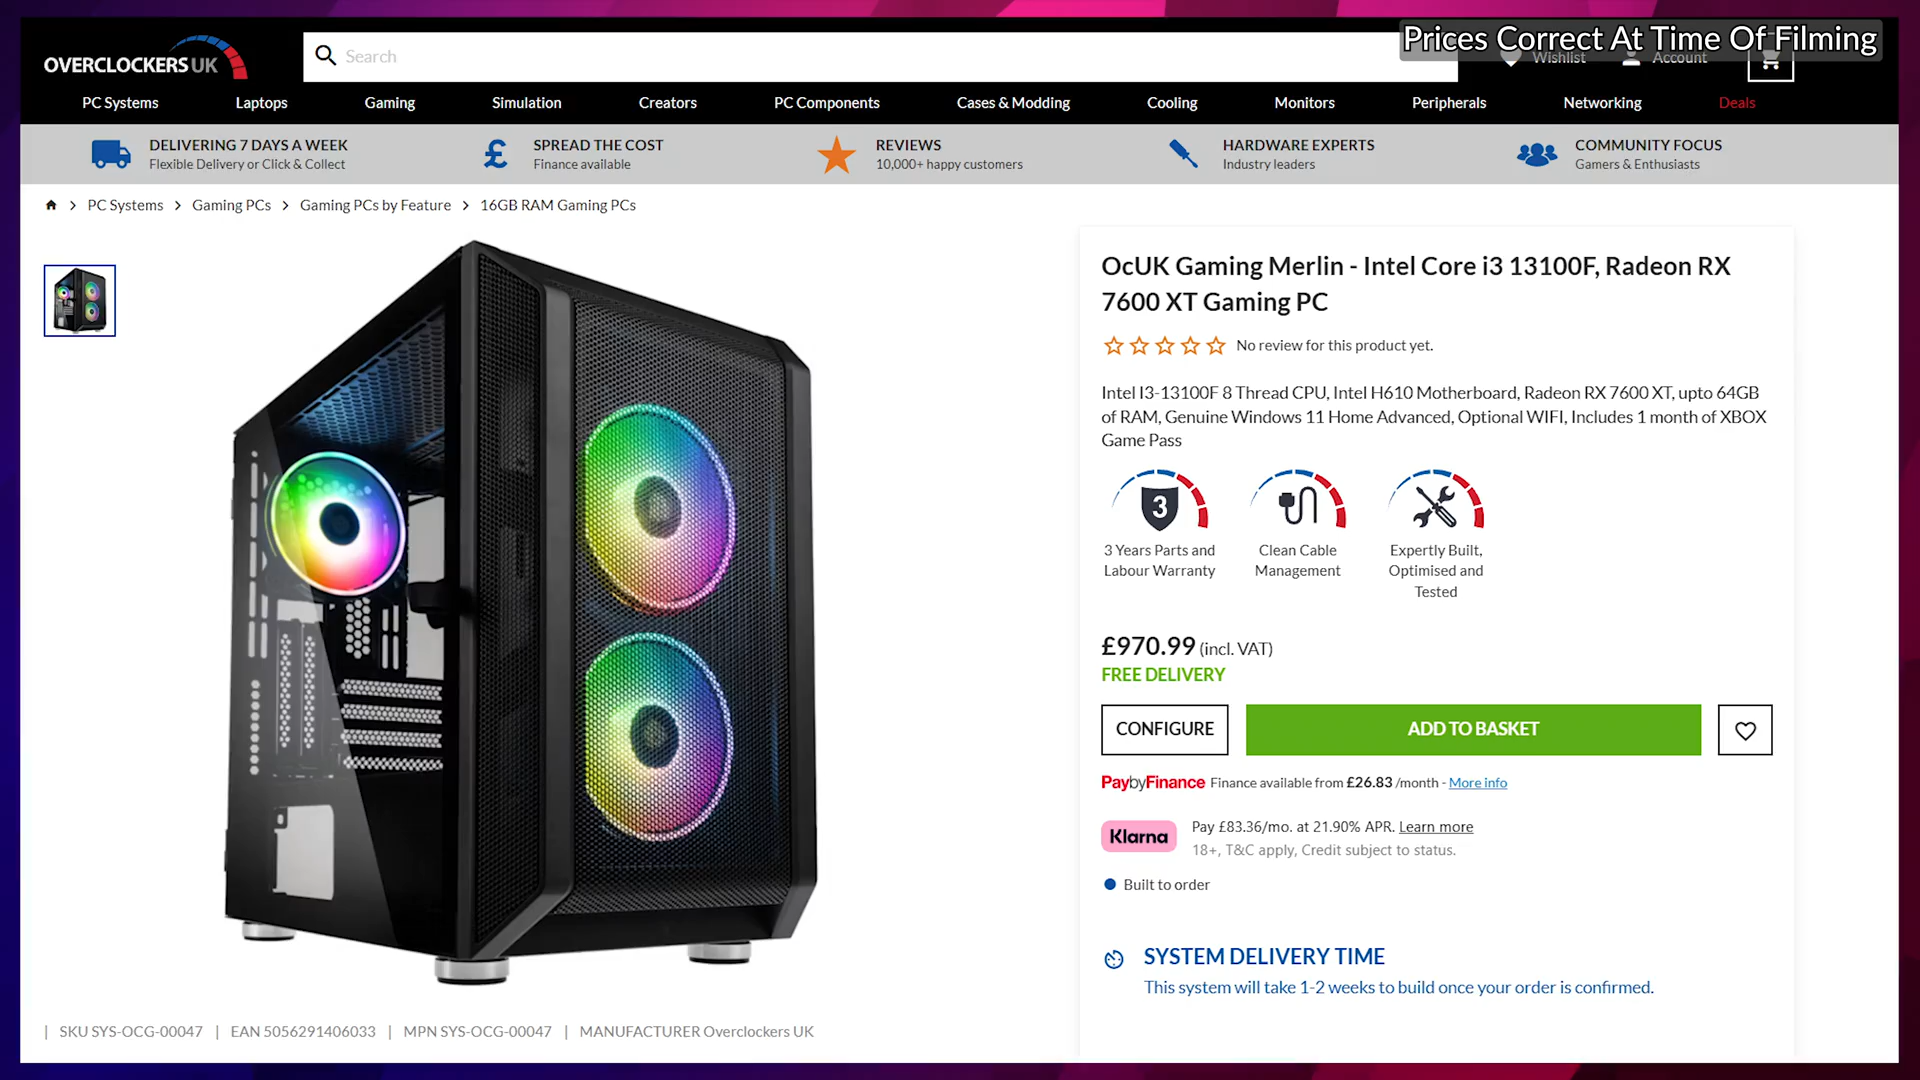 Prices Correct At Time Of Filming
OVERCLOCKERS UK
Search
Wishlist
Account
PC Systems
Laptops
Gaming
Simulation
Creators
PC Components
Cases & Modding
Cooling
Monitors
Peripherals
Networking
Deals
DELIVERING 7 DAYS A WEEK
Flexible Delivery or Click & Collect
£
SPREAD THE COST
Finance available
REVIEWS
10,000+ happy customers
HARDWARE EXPERTS
Industry leaders
COMMUNITY FOCUS
Gamers & Enthusiasts
> PC Systems > Gaming PCs > Gaming PCs by Feature > 16GB RAM Gaming PCs
OcUK Gaming Merlin - Intel Core i3 13100F, Radeon RX
7600 XT Gaming PC
No review for this product yet.
Intel I3-13100F 8 Thread CPU, Intel H610 Motherboard, Radeon RX 7600 XT, upto 64GB
of RAM, Genuine Windows 11 Home Advanced, Optional WIFI, Includes 1 month of XBOX
Game Pass
3
3 Years Parts and
Labour Warranty
Clean Cable
Management
Expertly Built,
Optimised and
Tested
£970.99 (incl. VAT)
FREE DELIVERY
CONFIGURE
ADD TO BASKET
PaybyFinance Finance available from £26.83 /month - More info
Klarna
Pay £83.36/mo. at 21.90% APR. Learn more
18+, T&C apply, Credit subject to status.
Built to order
SYSTEM DELIVERY TIME
This system will take 1-2 weeks to build once your order is confirmed.
| SKU SYS-OCG-00047 | EAN 5056291406033 | MPN SYS-OCG-00047 | MANUFACTURER Overclockers UK